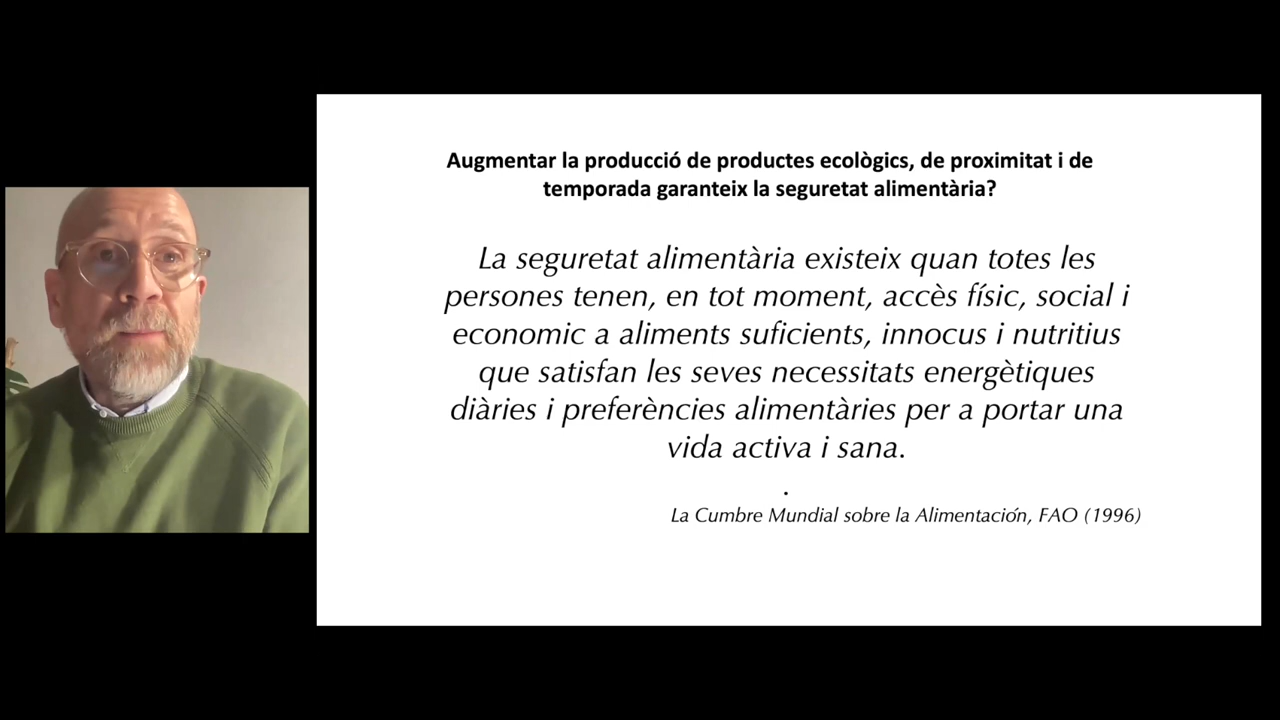 Augmentar la producció de productes ecològics, de proximitat i de
temporada garanteix la seguretat alimentària?
La seguretat alimentària existeix quan totes les
persones tenen, en tot moment, accès físic, social i
economic a aliments suficients, innocus i nutritius
que satisfan les seves necessitats energètiques
diàries i preferències alimentàries per a portar una
vida activa i sana.
.
La Cumbre Mundial sobre la Alimentación, FAO (1996)